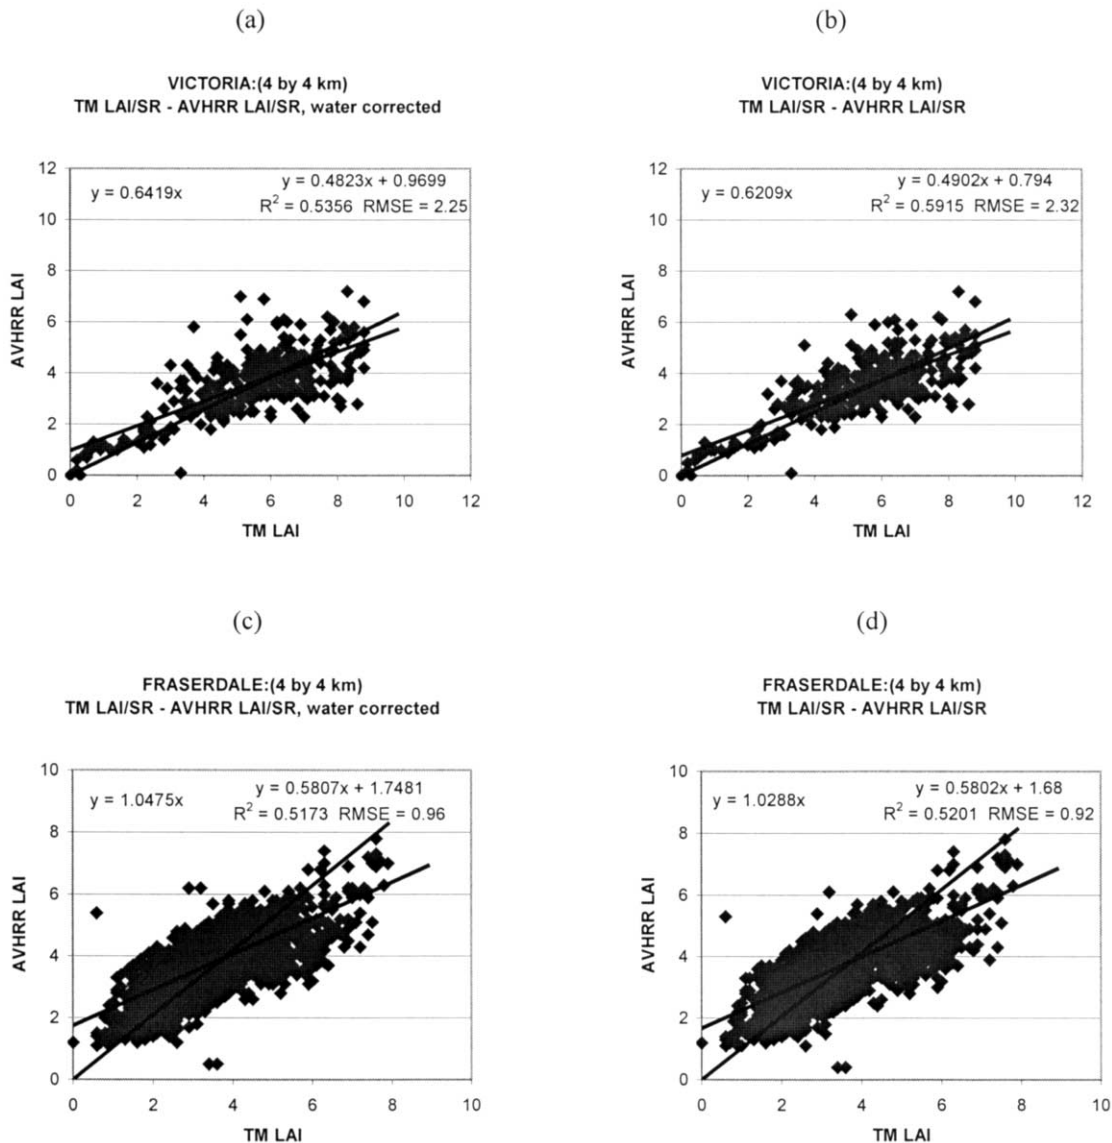 (a)
VICTORIA:(4 by 4 km)
TM LAI/SR - AVHRR LAI/SR, water corrected
12
10
8
6
4
2
0
AVHRR LAI
y = 0.6419x
y = 0.4823x + 0.9699
R² = 0.5356 RMSE = 2.25
0 2 4 6 8 10 12
TM LAI
(b)
VICTORIA:(4 by 4 km)
TM LAI/SR - AVHRR LAI/SR
12
10
8
6
4
2
0
AVHRR LAI
y = 0.6209x
y = 0.4902x + 0.794
R² = 0.5915 RMSE = 2.32
0 2 4 6 8 10 12
TM LAI
(c)
FRASERDALE:(4 by 4 km)
TM LAI/SR - AVHRR LAI/SR, water corrected
10
8
6
4
2
0
AVHRR LAI
y = 1.0475x
y = 0.5807x + 1.7481
R² = 0.5173 RMSE = 0.96
0 2 4 6 8 10
TM LAI
(d)
FRASERDALE:(4 by 4 km)
TM LAI/SR - AVHRR LAI/SR
10
8
6
4
2
0
AVHRR LAI
y = 1.0288x
y = 0.5802x + 1.68
R² = 0.5201 RMSE = 0.92
0 2 4 6 8 10
TM LAI